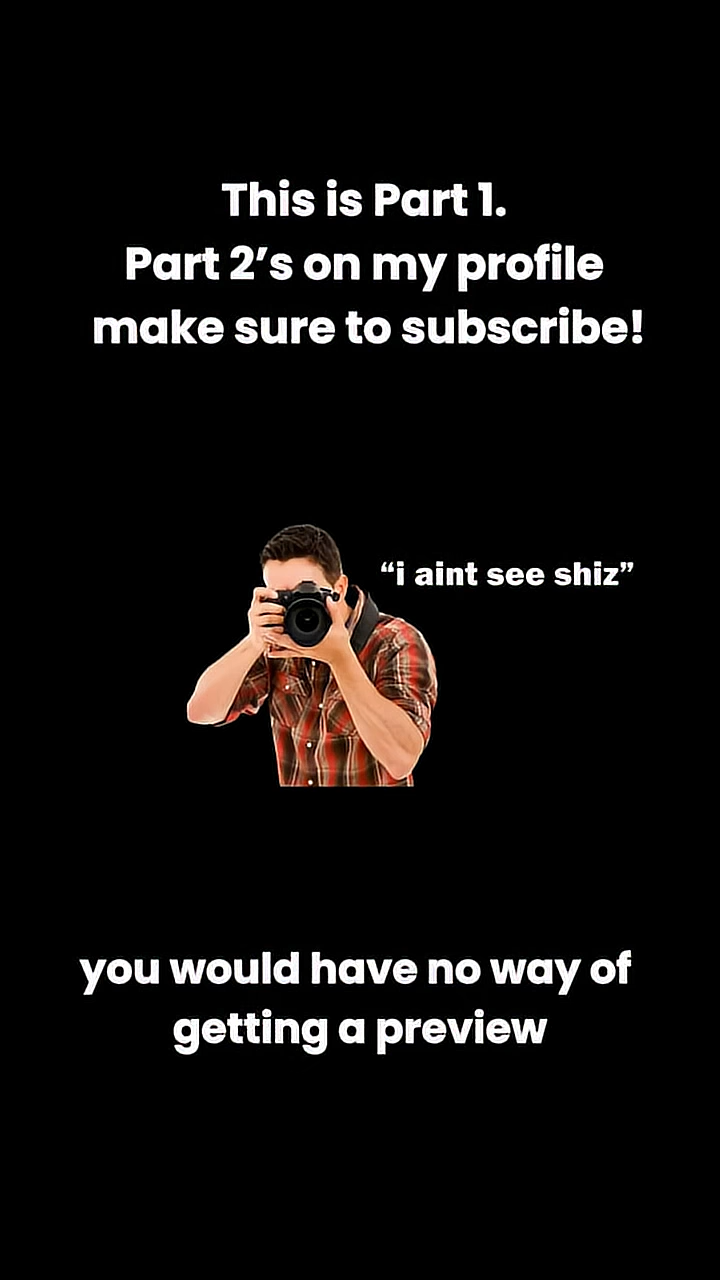 This is Part 1.
Part 2’s on my profile
make sure to subscribe!
“i aint see shiz”
you would have no way of
getting a preview